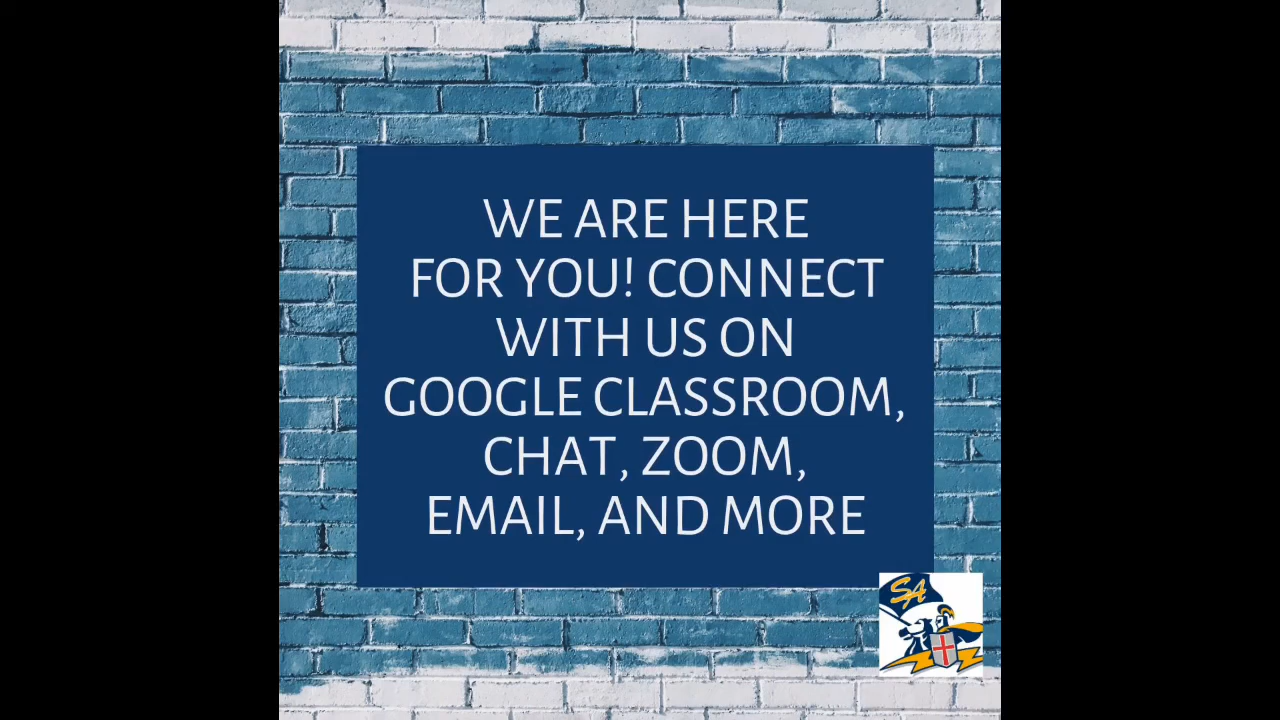 WE ARE HERE
FOR YOU! CONNECT
WITH US ON
GOOGLE CLASSROOM,
CHAT, ZOOM,
EMAIL, AND MORE
SA